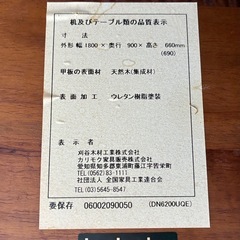 机及びテーブル類の品質表示
寸法
外形 幅 1800 × 奥行 900 × 高さ 660mm
(690)
甲板の表面材 天然木(集成材)
表面加工 ウレタン樹脂塗装
表示者
刈谷木材工業株式会社
カリモク家具販売株式会社
愛知県知多郡東浦町藤江字皆栄町
TEL (0562)83-1111
社団法人 全国家具工業連合会
TEL (03)5645-8547
要保存 06002090050 (DN6200UQE)